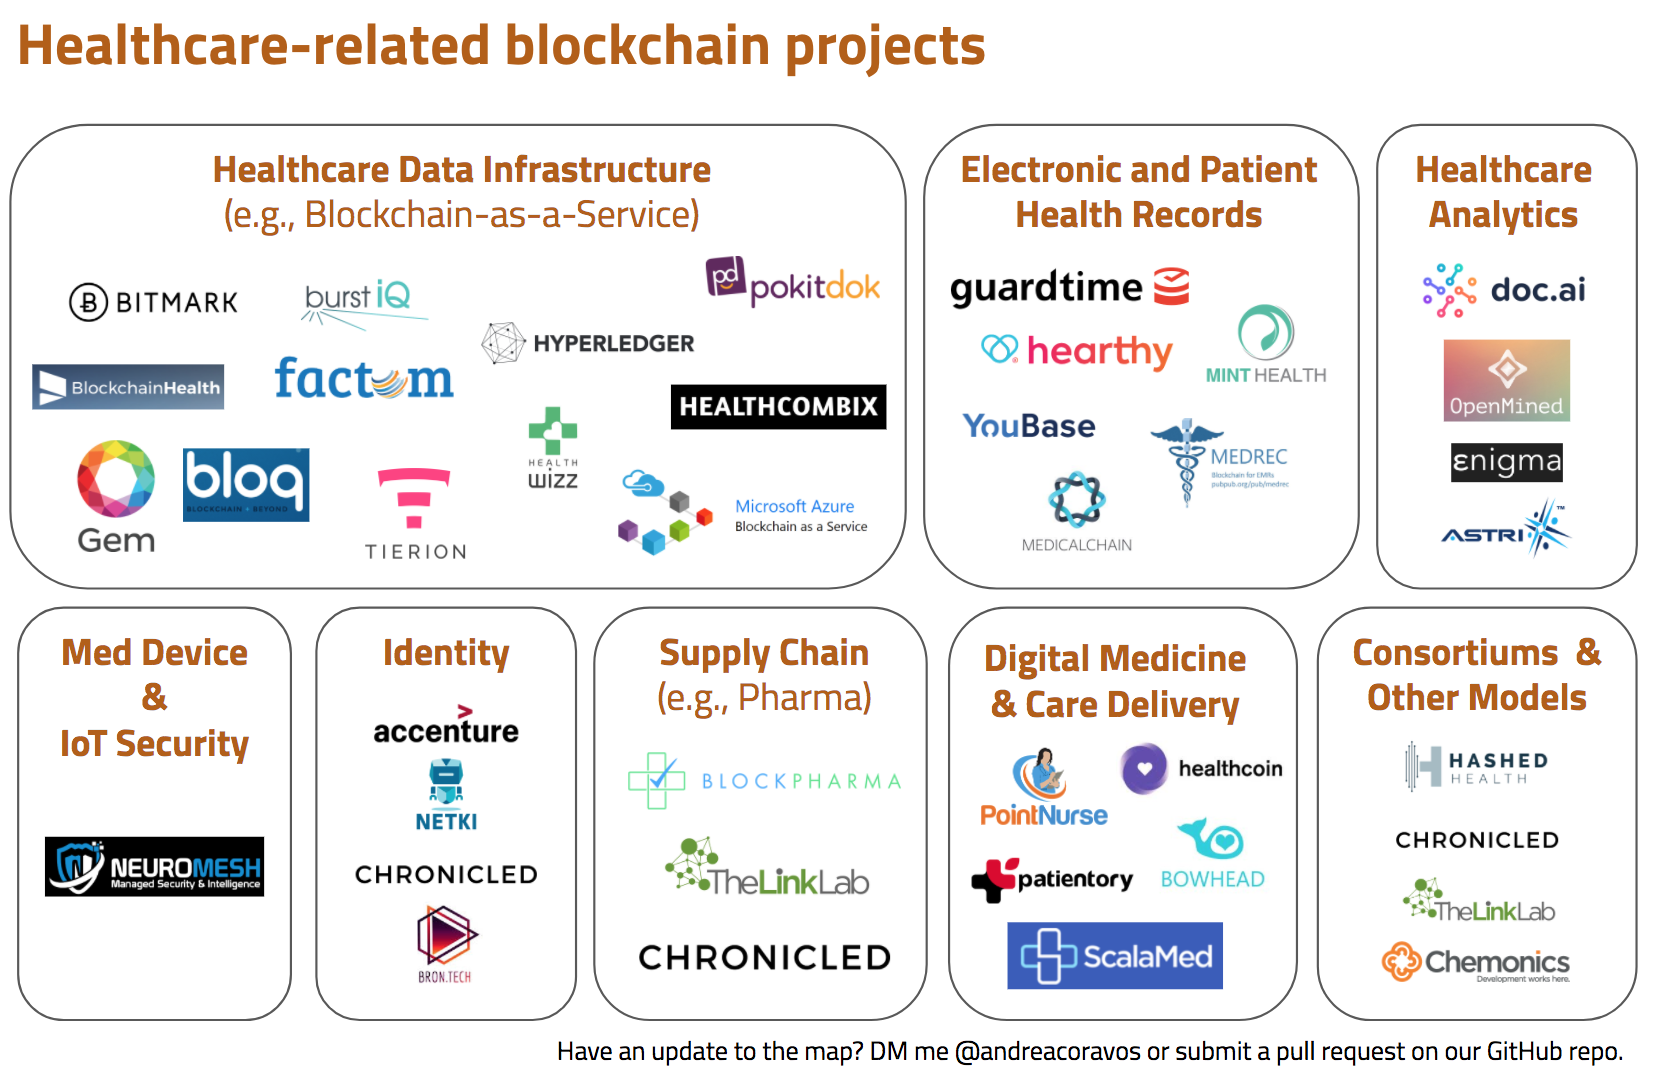 Healthcare-related blockchain projects
Healthcare Data Infrastructure
(e.g., Blockchain-as-a-Service)
BITMARK
burst iQ
pd pokitdok
HYPERLEDGER
BlockchainHealth
factom
HEALTHCOMBIX
Gem
bloq
BLOCKCHAIN • BEYOND
TIERION
HEALTH
WIZZ
Microsoft Azure
Blockchain as a Service
Electronic and Patient
Health Records
guardtime
hearthy
MINT HEALTH
YouBase
MEDREC
Blockchain for EMRs
pubpub.org/pub/medrec
MEDICALCHAIN
Healthcare
Analytics
doc.ai
OpenMined
εnigma
ASTRI™
Med Device
&
IoT Security
NEUROMESH
Managed Security & Intelligence
Identity
accenture
NETKI
CHRONICLED
BRON.TECH
Supply Chain
(e.g., Pharma)
BLOCKPHARMA
TheLinkLab
CHRONICLED
Digital Medicine
& Care Delivery
PointNurse
healthcoin
patientory
BOWHEAD
ScalaMed
Consortiums &
Other Models
HASHED
HEALTH
CHRONICLED
TheLinkLab
Chemonics
Development works here.
Have an update to the map? DM me @andreacoravos or submit a pull request on our GitHub repo.